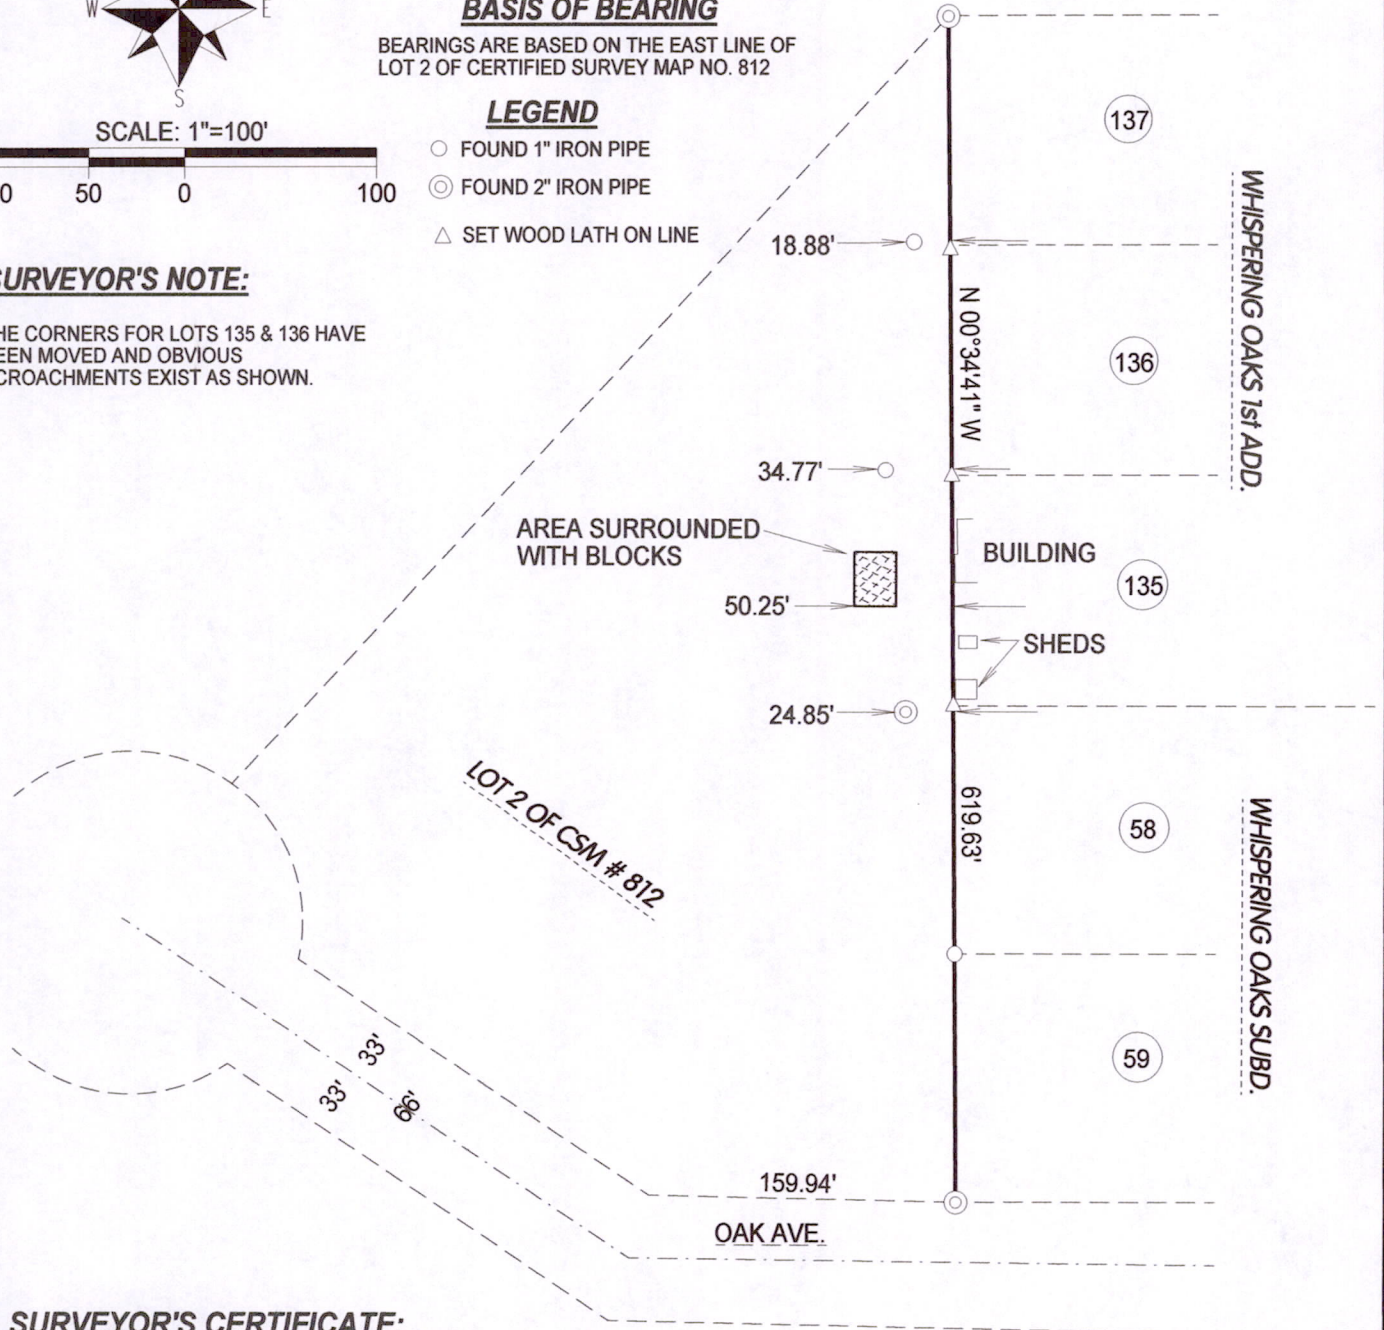 W E
S
SCALE: 1"=100'
0 50 0 100
BASIS OF BEARING
BEARINGS ARE BASED ON THE EAST LINE OF
LOT 2 OF CERTIFIED SURVEY MAP NO. 812
LEGEND
FOUND 1" IRON PIPE
FOUND 2" IRON PIPE
SET WOOD LATH ON LINE
SURVEYOR'S NOTE:
HE CORNERS FOR LOTS 135 & 136 HAVE
EEN MOVED AND OBVIOUS
CROACHMENTS EXIST AS SHOWN.
137
18.88'
N 00°34'41" W
136
WHISPERING OAKS 1st ADD.
34.77'
AREA SURROUNDED
WITH BLOCKS
BUILDING
135
50.25'
SHEDS
24.85'
LOT 2 OF CSM # 812
619.63'
58
WHISPERING OAKS SUBD.
59
33'
33'
66'
159.94'
OAK AVE.
SURVEYOR'S CERTIFICATE: